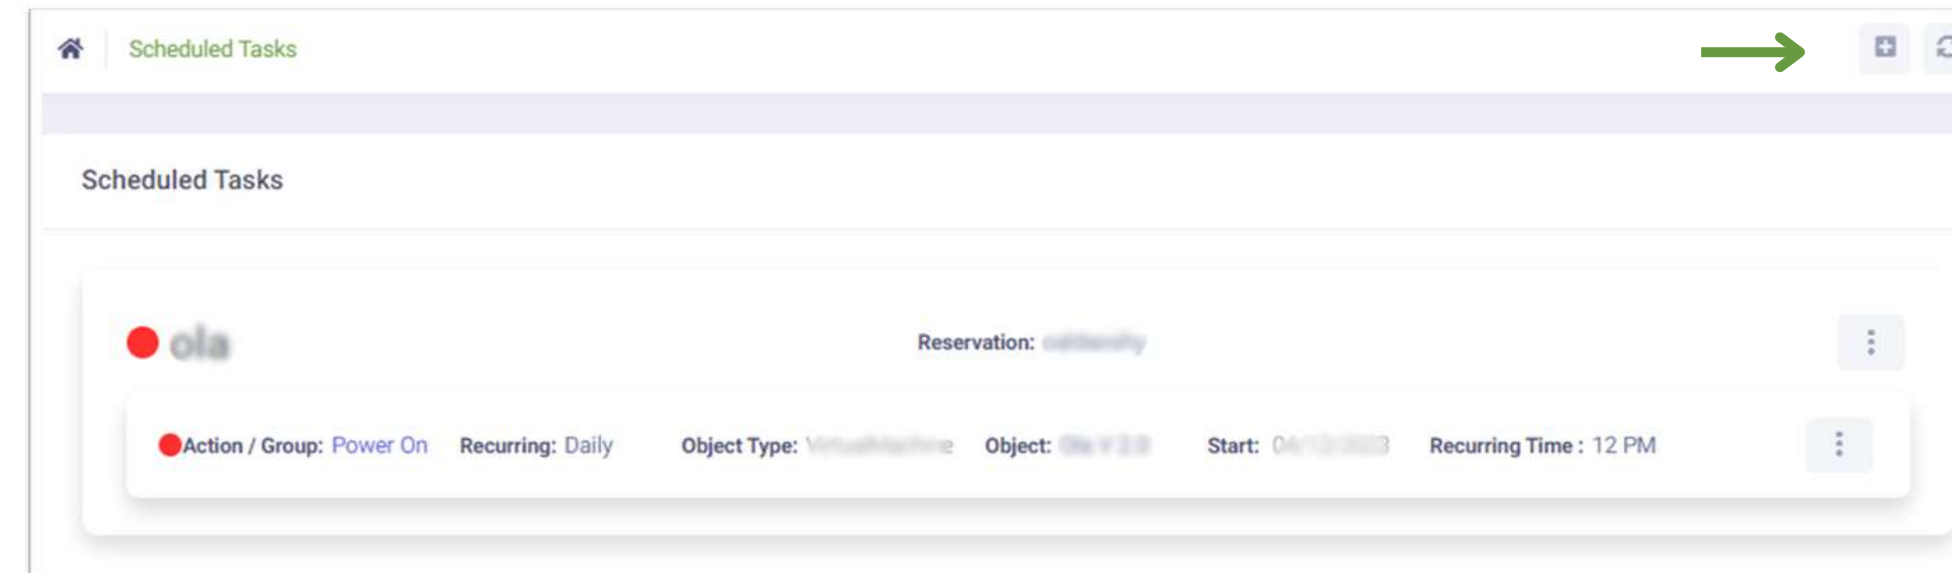 Scheduled Tasks
Scheduled Tasks
ola Reservation:
Action / Group: Power On Recurring: Daily Object Type: Object: Start: Recurring Time : 12 PM